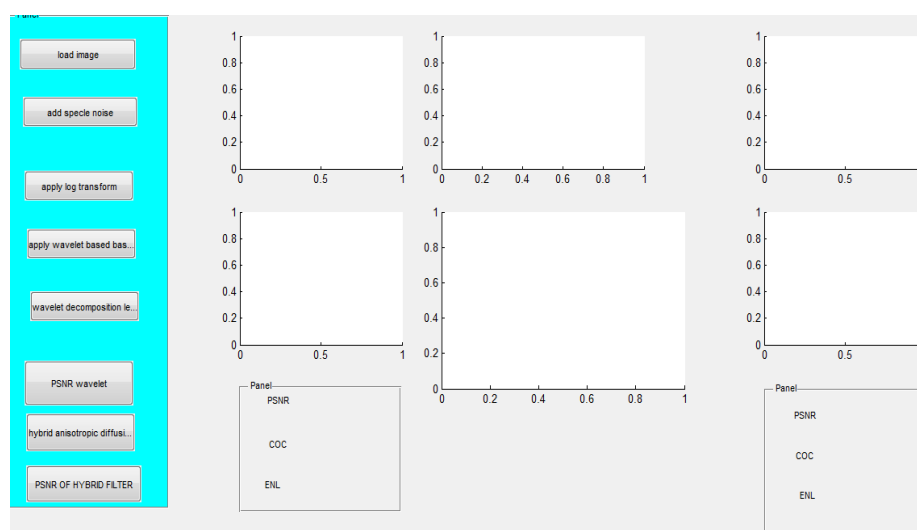 Panel
load image
add specle noise
apply log transform
apply wavelet based bas...
wavelet decomposition le...
PSNR wavelet
hybrid anisotropic diffusi...
PSNR OF HYBRID FILTER
1
0.8
0.6
0.4
0.2
0
0 0.5 1
1
0.8
0.6
0.4
0.2
0
0 0.2 0.4 0.6 0.8 1
1
0.8
0.6
0.4
0.2
0
0 0.5
1
0.8
0.6
0.4
0.2
0
0 0.5 1
1
0.8
0.6
0.4
0.2
0
0 0.2 0.4 0.6 0.8 1
1
0.8
0.6
0.4
0.2
0
0 0.5
Panel
PSNR
COC
ENL
Panel
PSNR
COC
ENL